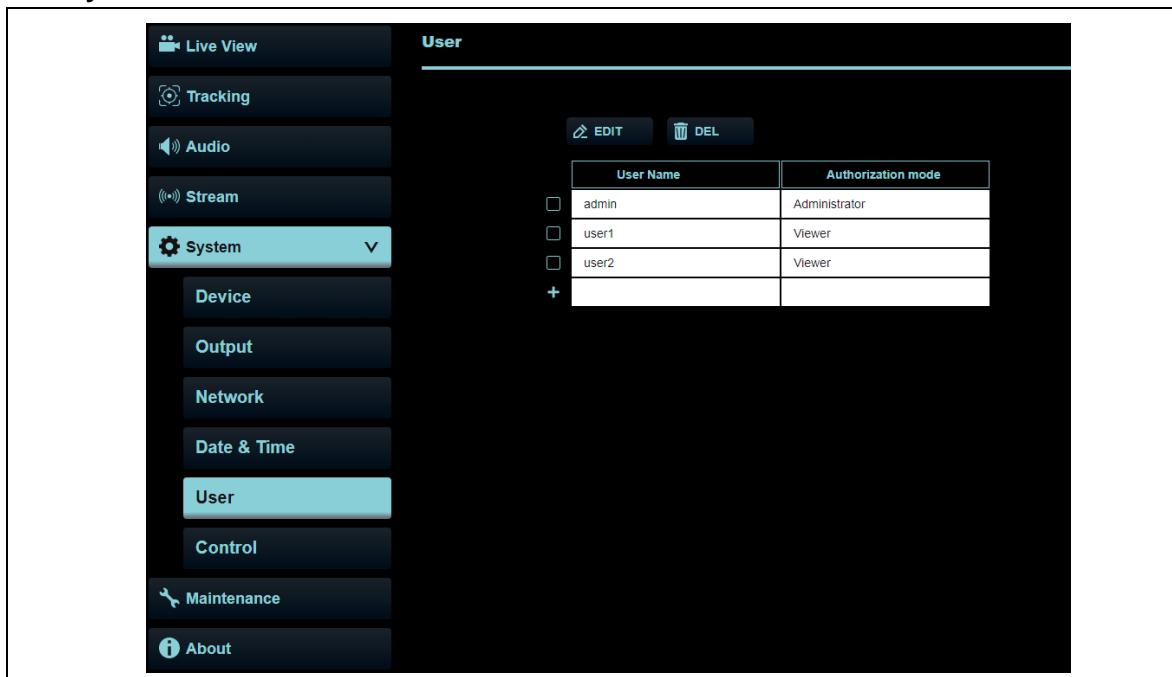 Live View
User
Tracking
EDIT
DEL
Audio
User Name
Authorization mode
Stream
admin
Administrator
user1
Viewer
System
user2
Viewer
Device
Output
Network
Date & Time
User
Control
Maintenance
About